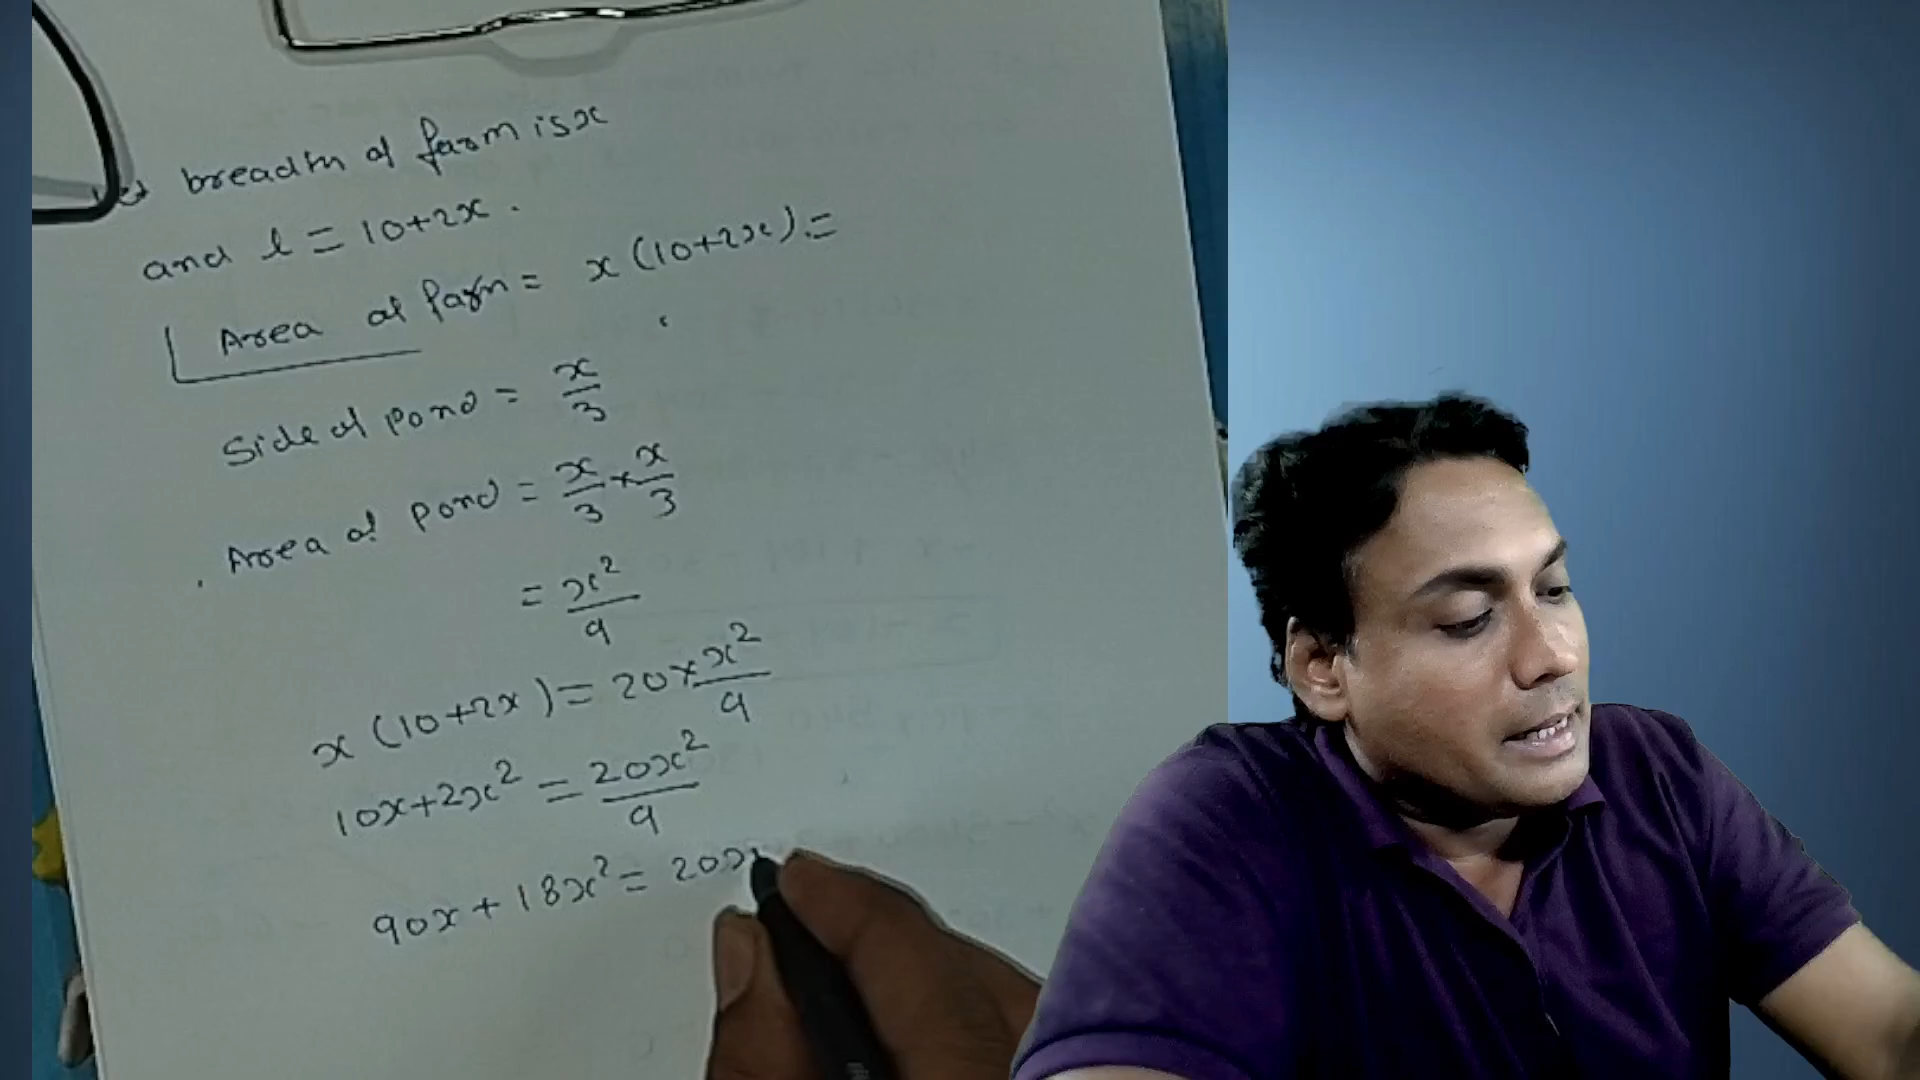 Let breadth of farm is x
and l = 10+2x .
Area of farm = x (10+2x) =
Side of pond = x/3
Area of pond = x/3 × x/3
= x²/9
x (10+2x) = 20 × x²/9
10x+2x² = 20x²/9
90x + 18x² = 20x